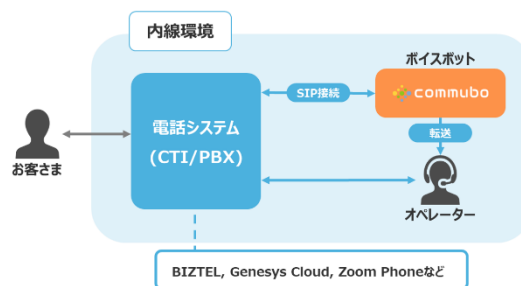 内線環境
ボイスボット
電話システム
(CTI/PBX)
SIP接続
commubo
転送
お客さま
オペレーター
BIZTEL, Genesys Cloud, Zoom Phoneなど